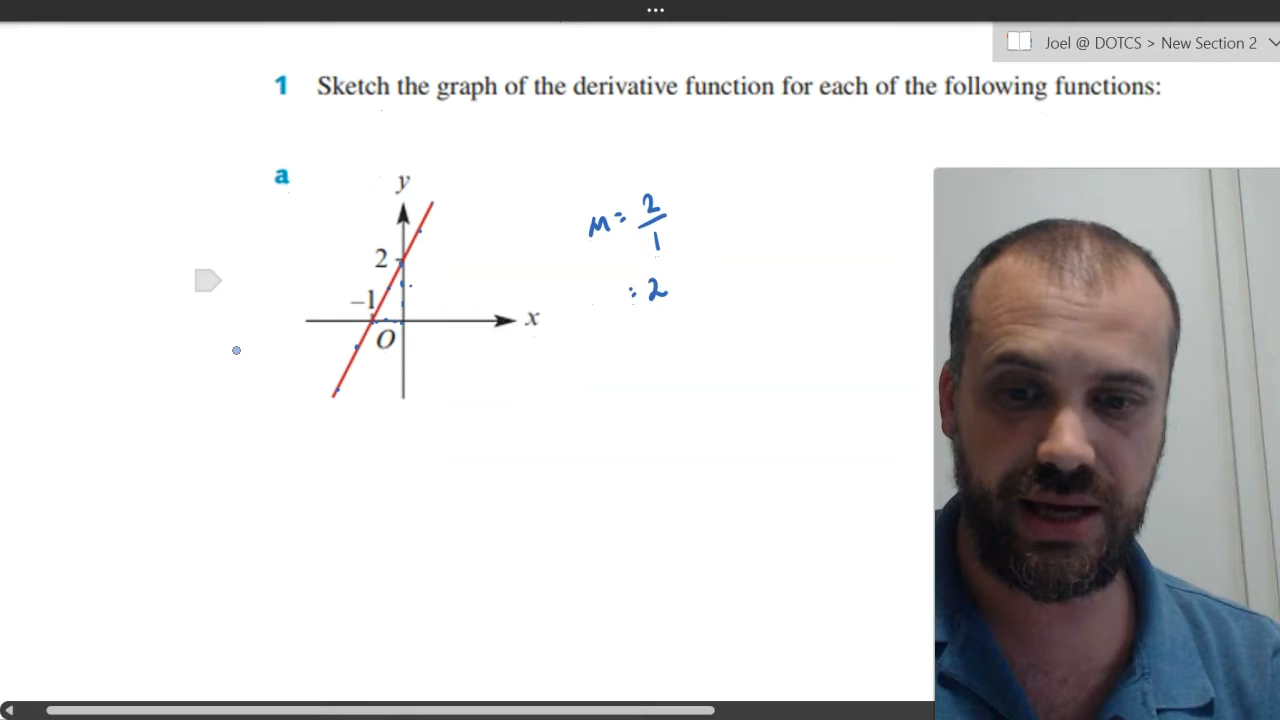 Joel @ DOTCS > New Section 2
1 Sketch the graph of the derivative function for each of the following functions:
a
y
2
–1
O
x
M = 2/1
: 2